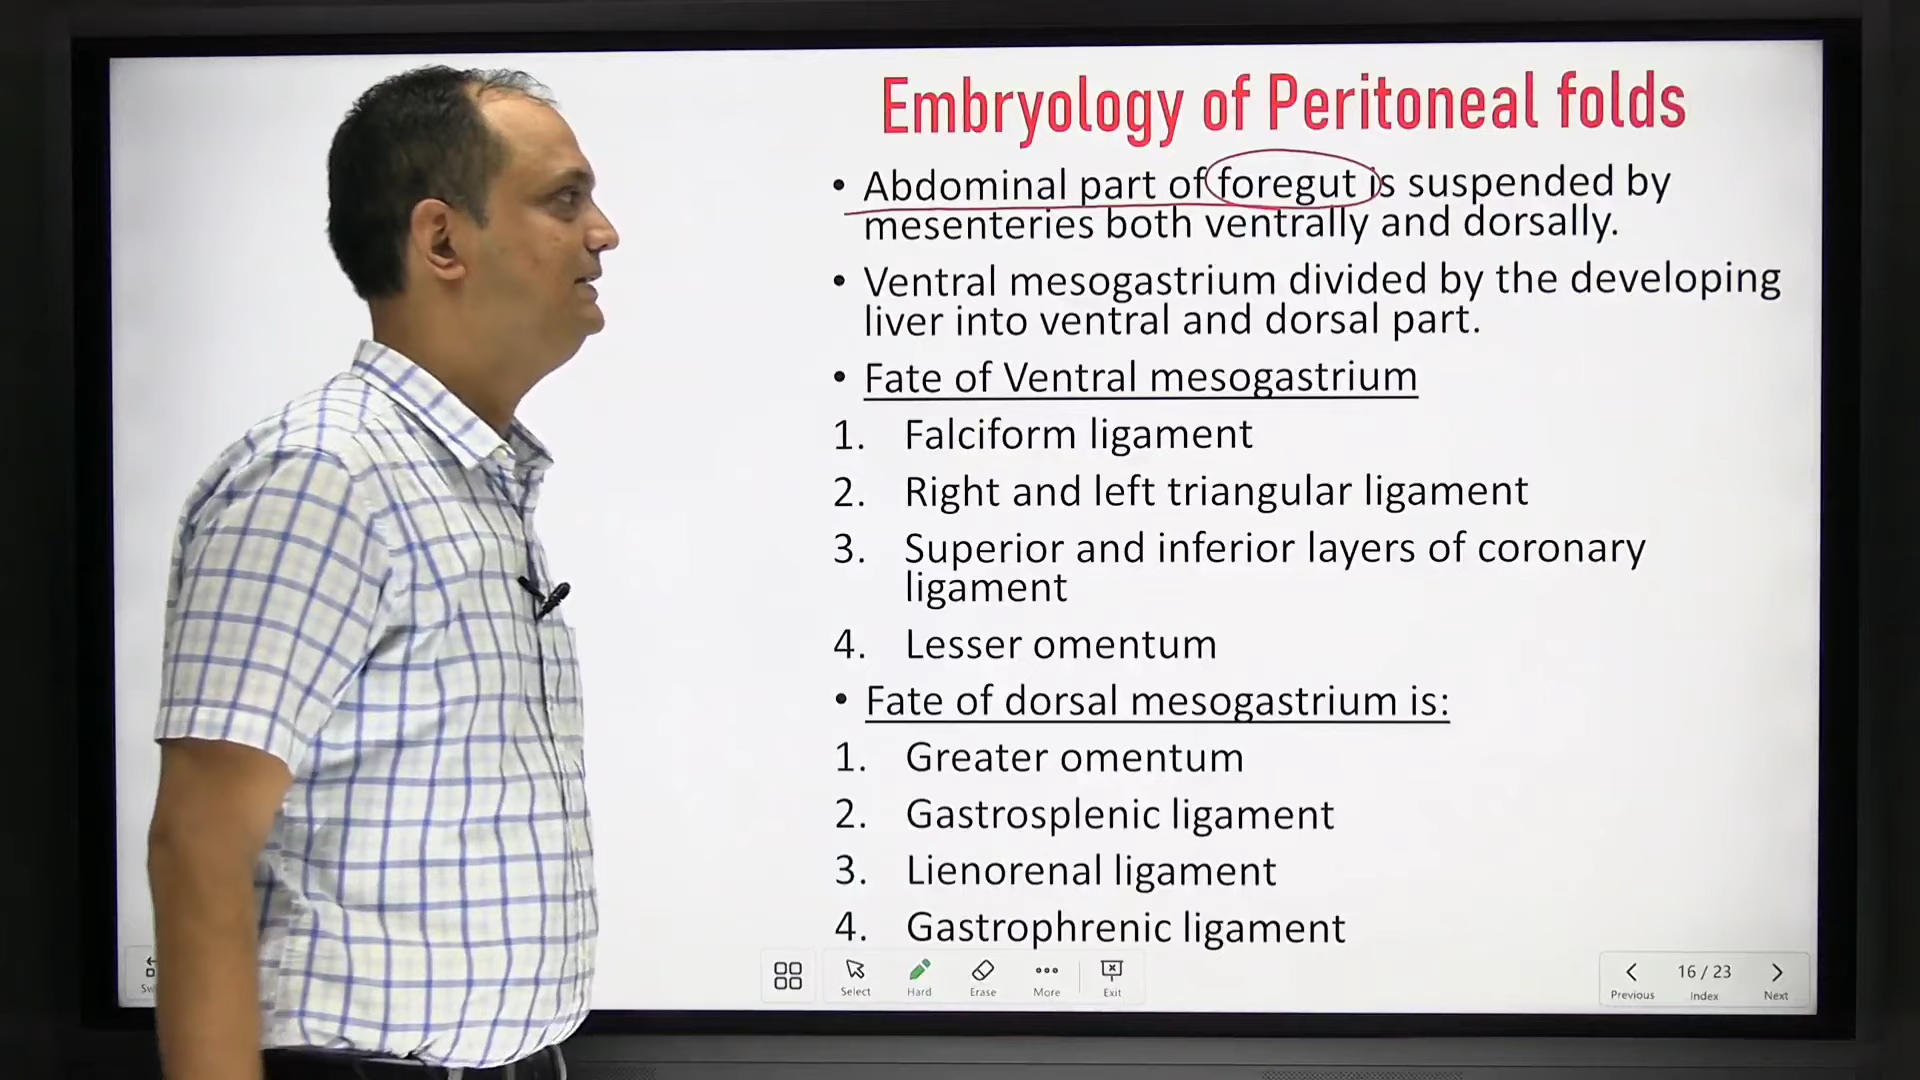 Embryology of Peritoneal folds
• Abdominal part of foregut is suspended by
mesenteries both ventrally and dorsally.
• Ventral mesogastrium divided by the developing
liver into ventral and dorsal part.
• Fate of Ventral mesogastrium
1. Falciform ligament
2. Right and left triangular ligament
3. Superior and inferior layers of coronary
ligament
4. Lesser omentum
• Fate of dorsal mesogastrium is:
1. Greater omentum
2. Gastrosplenic ligament
3. Lienorenal ligament
4. Gastrophrenic ligament
Select Hard Erase More Exit
16 / 23
Previous Index Next